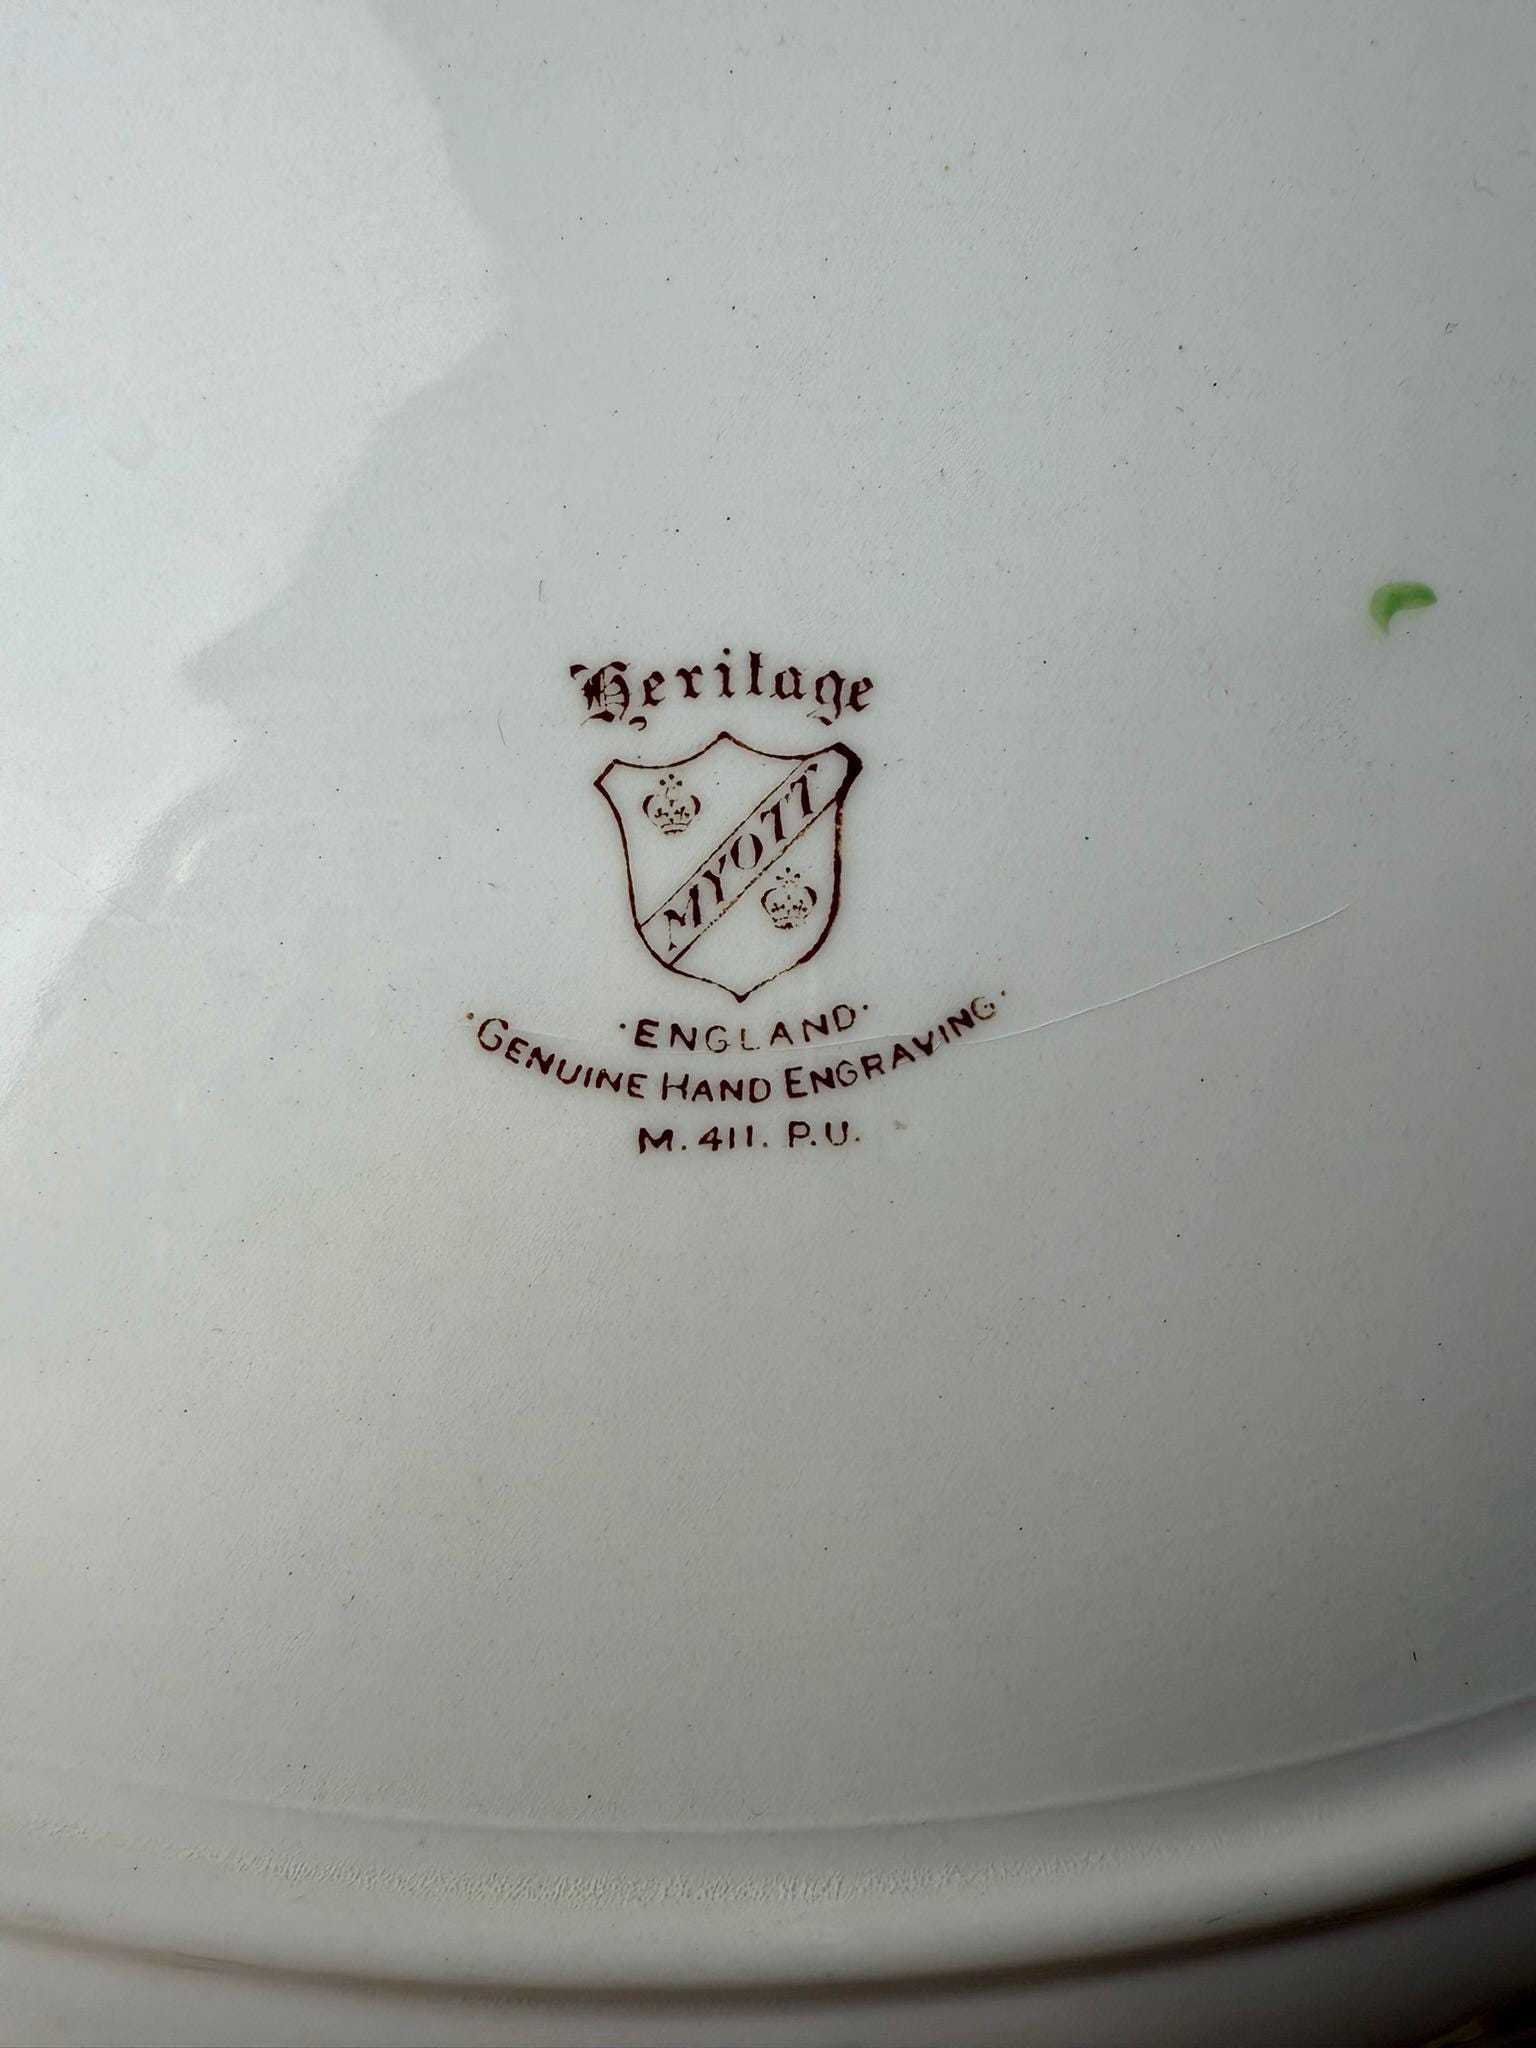 Heritage
MYOTT
·ENGLAND·
·GENUINE HAND ENGRAVING·
M. 411. P.U.